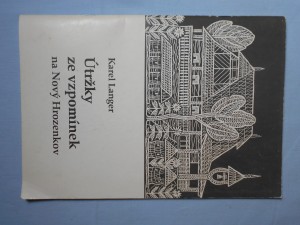 Karel Langer
Útržky
ze vzpomínek
na Nový Hrozenkov